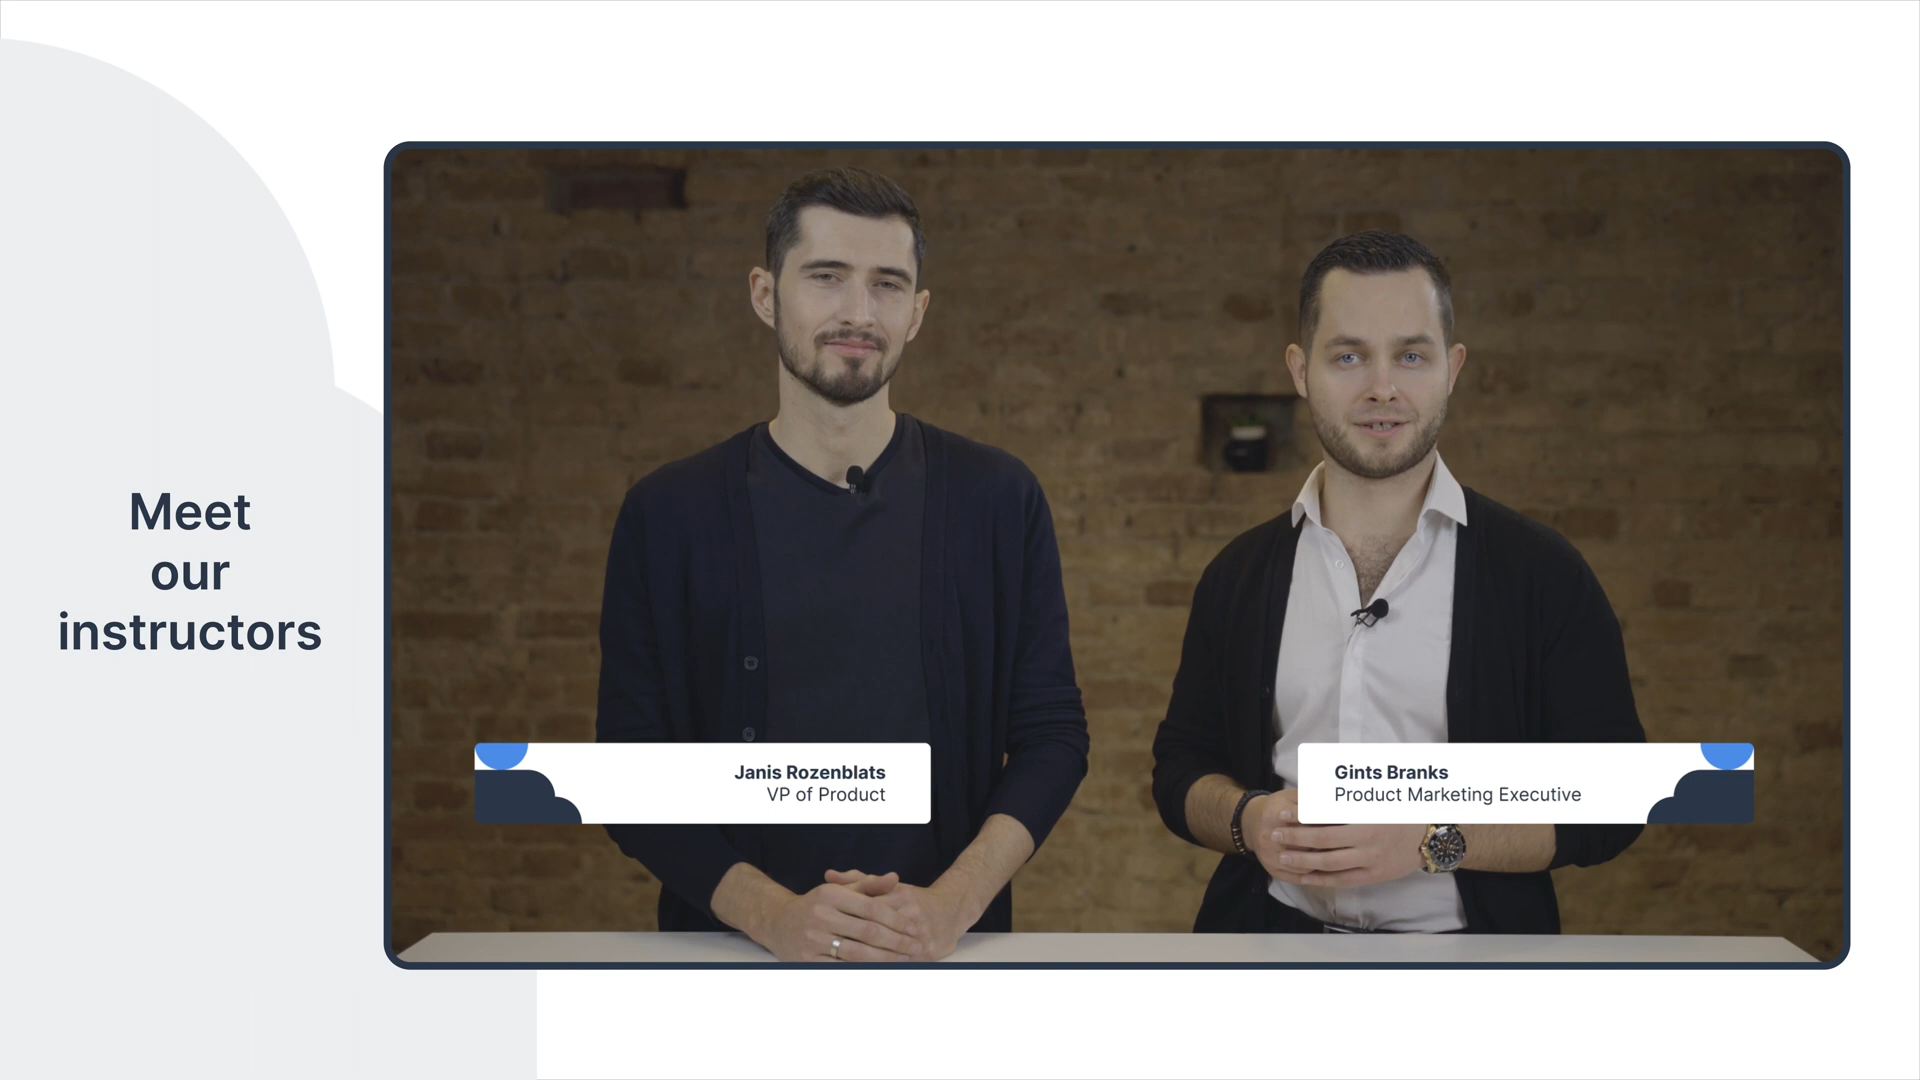 Meet
our
instructors
Janis Rozenblats
VP of Product
Gints Branks
Product Marketing Executive